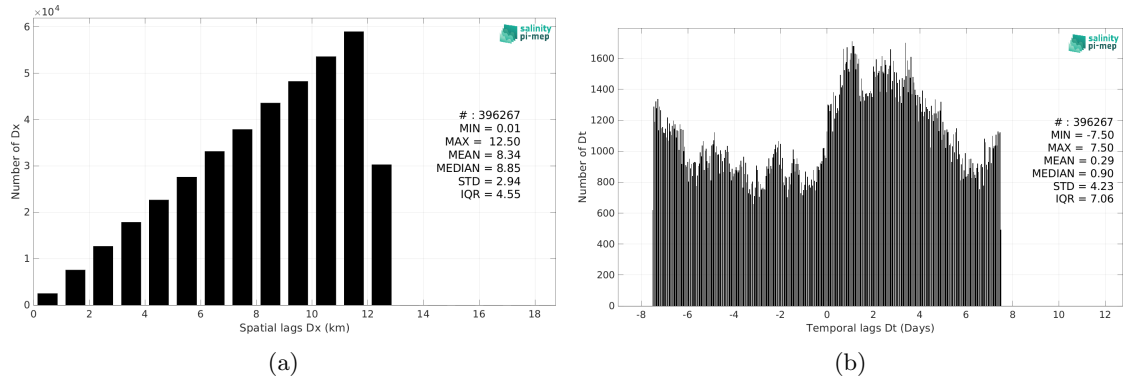 ×10⁴
6
5
4
3
2
1
0
Number of Dx
salinity
pi-mep
# : 396267
MIN = 0.01
MAX = 12.50
MEAN = 8.34
MEDIAN = 8.85
STD = 2.94
IQR = 4.55
0 2 4 6 8 10 12 14 16 18
Spatial lags Dx (km)
(a)
1600
1400
1200
1000
800
600
400
200
0
Number of Dt
salinity
pi-mep
# : 396267
MIN = -7.50
MAX = 7.50
MEAN = 0.29
MEDIAN = 0.90
STD = 4.23
IQR = 7.06
-8 -6 -4 -2 0 2 4 6 8 10 12
Temporal lags Dt (Days)
(b)